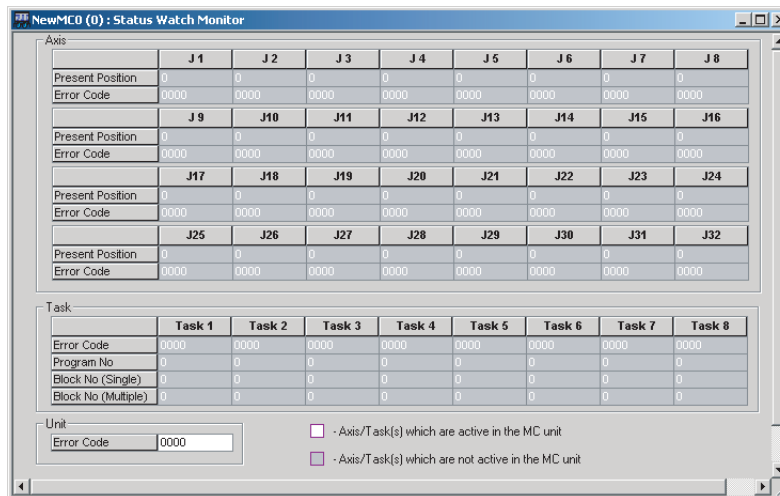 NewMC0 (0) : Status Watch Monitor
Axis
J 1 J 2 J 3 J 4 J 5 J 6 J 7 J 8
Present Position 0 0 0 0 0 0 0 0
Error Code 0000 0000 0000 0000 0000 0000 0000 0000
J 9 J10 J11 J12 J13 J14 J15 J16
Present Position 0 0 0 0 0 0 0 0
Error Code 0000 0000 0000 0000 0000 0000 0000 0000
J17 J18 J19 J20 J21 J22 J23 J24
Present Position 0 0 0 0 0 0 0 0
Error Code 0000 0000 0000 0000 0000 0000 0000 0000
J25 J26 J27 J28 J29 J30 J31 J32
Present Position 0 0 0 0 0 0 0 0
Error Code 0000 0000 0000 0000 0000 0000 0000 0000
Task
Task 1 Task 2 Task 3 Task 4 Task 5 Task 6 Task 7 Task 8
Error Code 0000 0000 0000 0000 0000 0000 0000 0000
Program No 0 0 0 0 0 0 0 0
Block No (Single) 0 0 0 0 0 0 0 0
Block No (Multiple) 0 0 0 0 0 0 0 0
Unit
Error Code 0000
- Axis/Task(s) which are active in the MC unit
- Axis/Task(s) which are not active in the MC unit